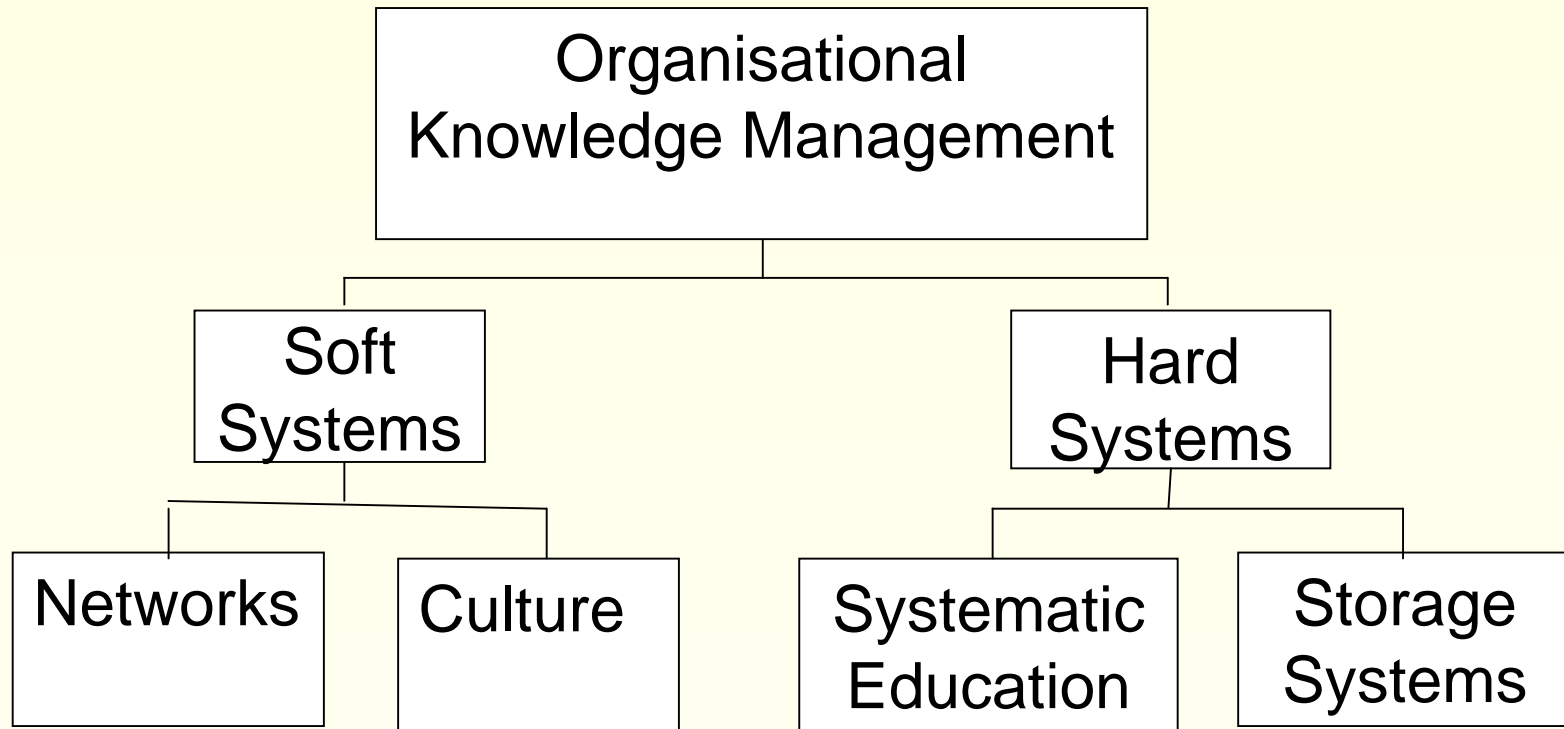 Organisational
Knowledge Management
Soft
Systems
Hard
Systems
Networks
Culture
Systematic
Education
Storage
Systems